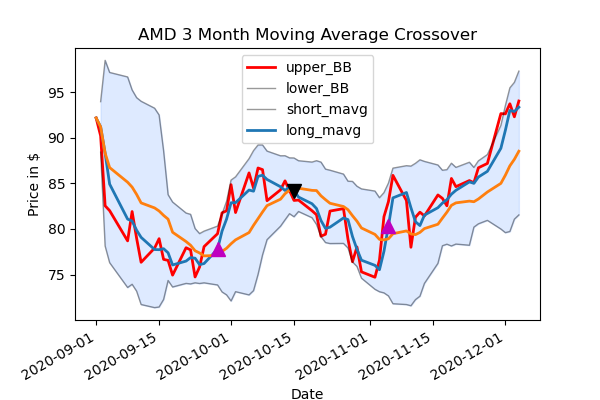 AMD 3 Month Moving Average Crossover
upper_BB
lower_BB
short_mavg
long_mavg
Price in $
95
90
85
80
75
2020-09-01
2020-09-15
2020-10-01
2020-10-15
2020-11-01
2020-11-15
2020-12-01
Date